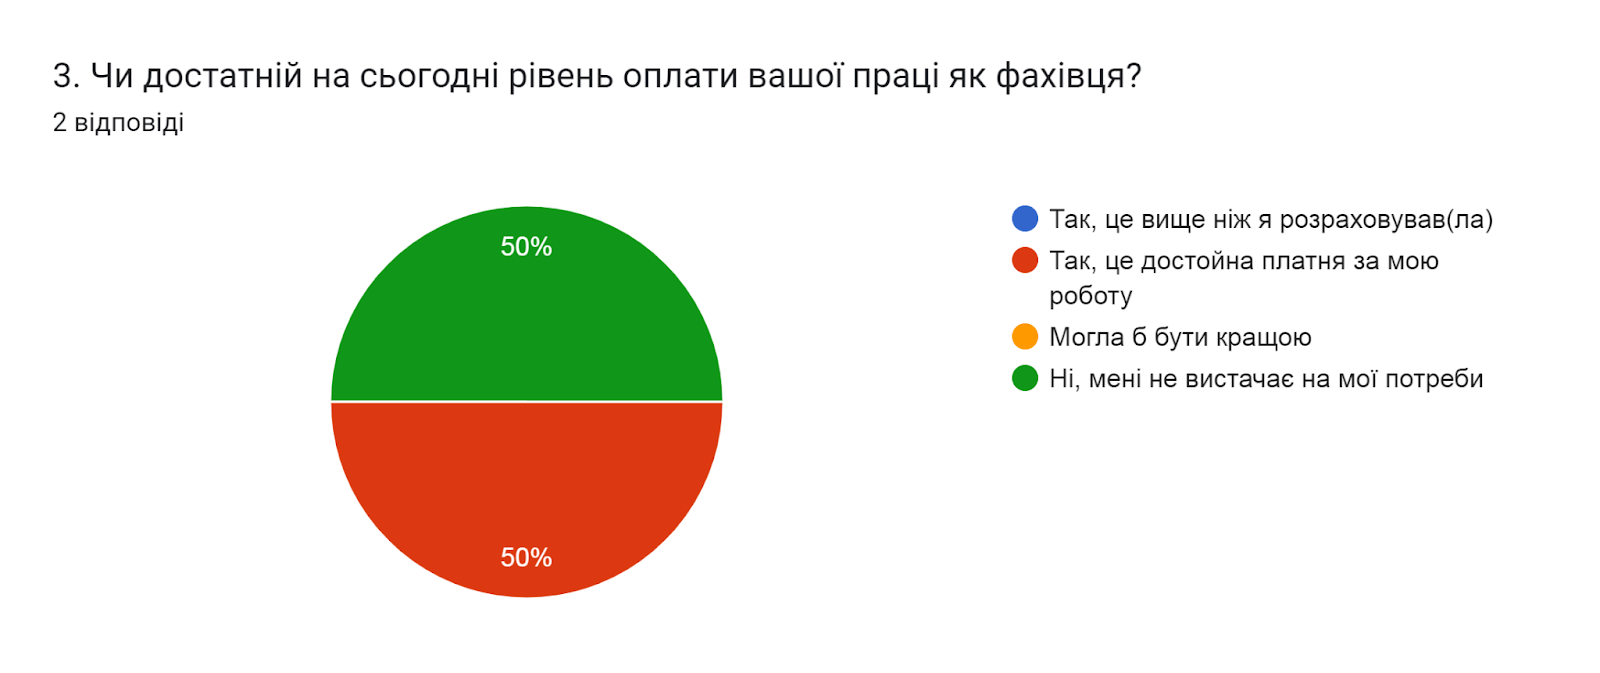 3. Чи достатній на сьогодні рівень оплати вашої праці як фахівця?
2 відповіді
50%
50%
Так, це вище ніж я розраховував(ла)
Так, це достойна платня за мою
роботу
Могла б бути кращою
Ні, мені не вистачає на мої потреби